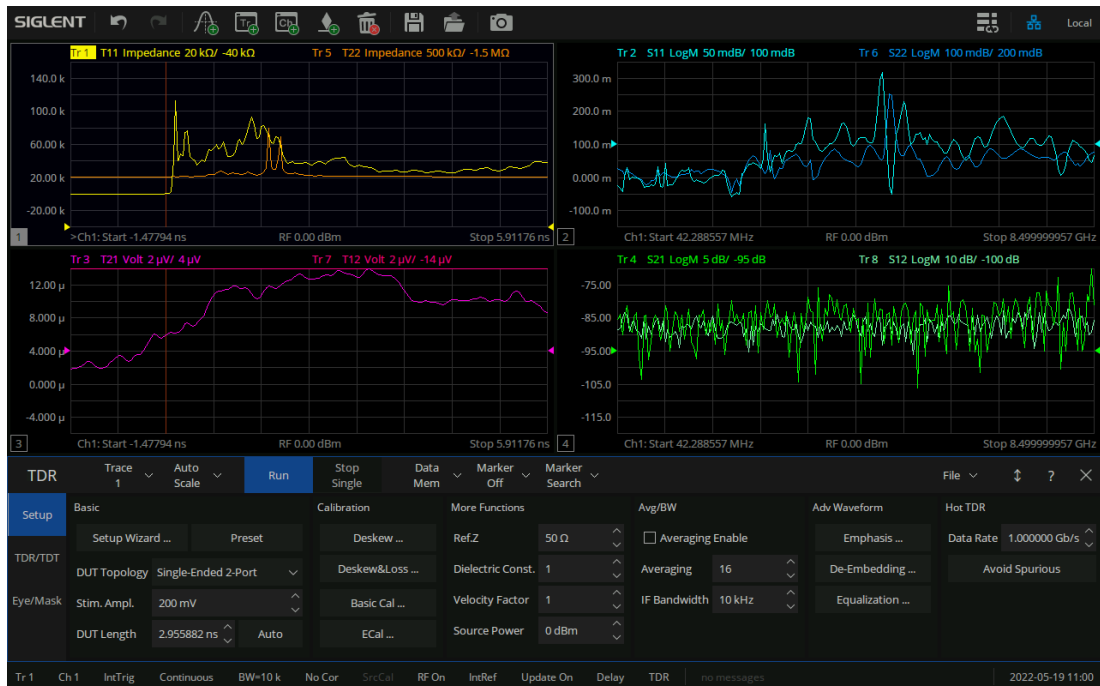 SIGLENT Tr Cb Local
Tr 1 T11 Impedance 20 kΩ/ -40 kΩ Tr 5 T22 Impedance 500 kΩ/ -1.5 MΩ
140.0 k
100.0 k
60.00 k
20.00 k
-20.00 k
1 >Ch1: Start -1.47794 ns RF 0.00 dBm Stop 5.91176 ns
Tr 2 S11 LogM 50 mdB/ 100 mdB Tr 6 S22 LogM 100 mdB/ 200 mdB
300.0 m
200.0 m
100.0 m
0.000 m
-100.0 m
2 Ch1: Start 42.288557 MHz RF 0.00 dBm Stop 8.499999957 GHz
Tr 3 T21 Volt 2 µV/ 4 µV Tr 7 T12 Volt 2 µV/ -14 µV
12.00 µ
8.000 µ
4.000 µ
0.000 µ
-4.000 µ
3 Ch1: Start -1.47794 ns RF 0.00 dBm Stop 5.91176 ns
Tr 4 S21 LogM 5 dB/ -95 dB Tr 8 S12 LogM 10 dB/ -100 dB
-75.00
-85.00
-95.00
-105.0
-115.0
4 Ch1: Start 42.288557 MHz RF 0.00 dBm Stop 8.499999957 GHz
TDR Trace 1 Auto Scale Run Stop Single Data Mem Marker Off Marker Search File ?
Setup
TDR/TDT
Eye/Mask
Basic
Setup Wizard ... Preset
DUT Topology Single-Ended 2-Port
Stim. Ampl. 200 mV
DUT Length 2.955882 ns Auto
Calibration
Deskew ...
Deskew&Loss ...
Basic Cal ...
ECal ...
More Functions
Ref.Z 50 Ω
Dielectric Const. 1
Velocity Factor 1
Source Power 0 dBm
Avg/BW
Averaging Enable
Averaging 16
IF Bandwidth 10 kHz
Adv Waveform
Emphasis ...
De-Embedding ...
Equalization ...
Hot TDR
Data Rate 1.000000 Gb/s
Avoid Spurious
Tr 1 Ch 1 IntTrig Continuous BW=10 k No Cor SrcCal RF On IntRef Update On Delay TDR no messages 2022-05-19 11:00